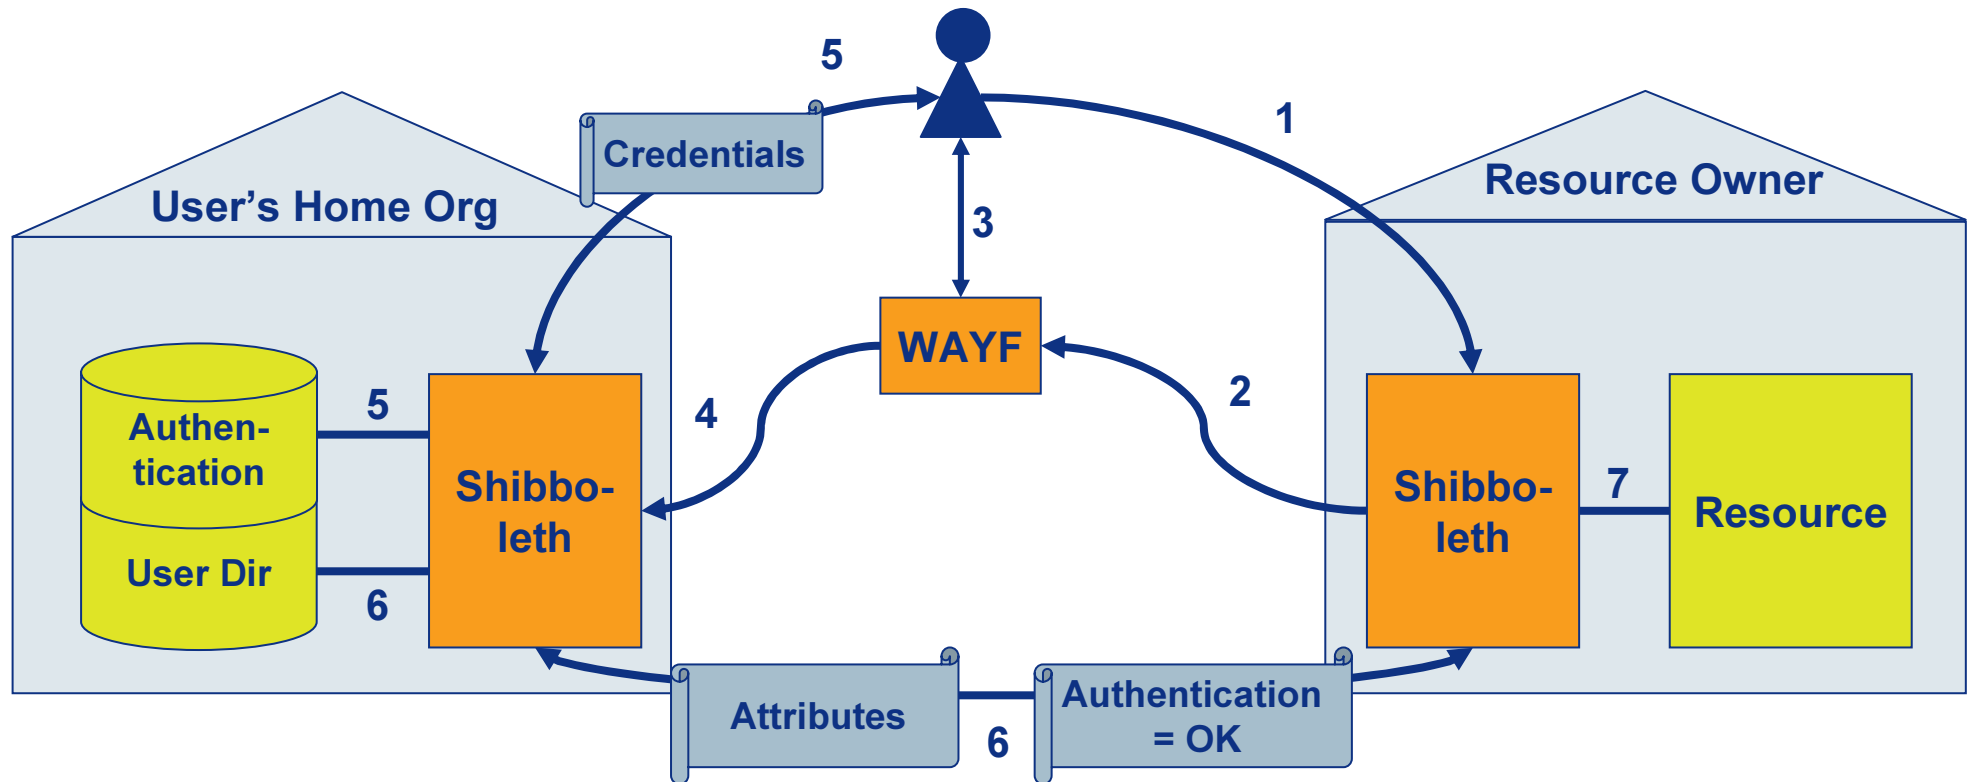 5
1
Credentials
User’s Home Org
Resource Owner
3
WAYF
5
4
2
Authen-
tication
Shibbo-
leth
Shibbo-
leth
7
Resource
User Dir
6
Attributes
6
Authentication
= OK